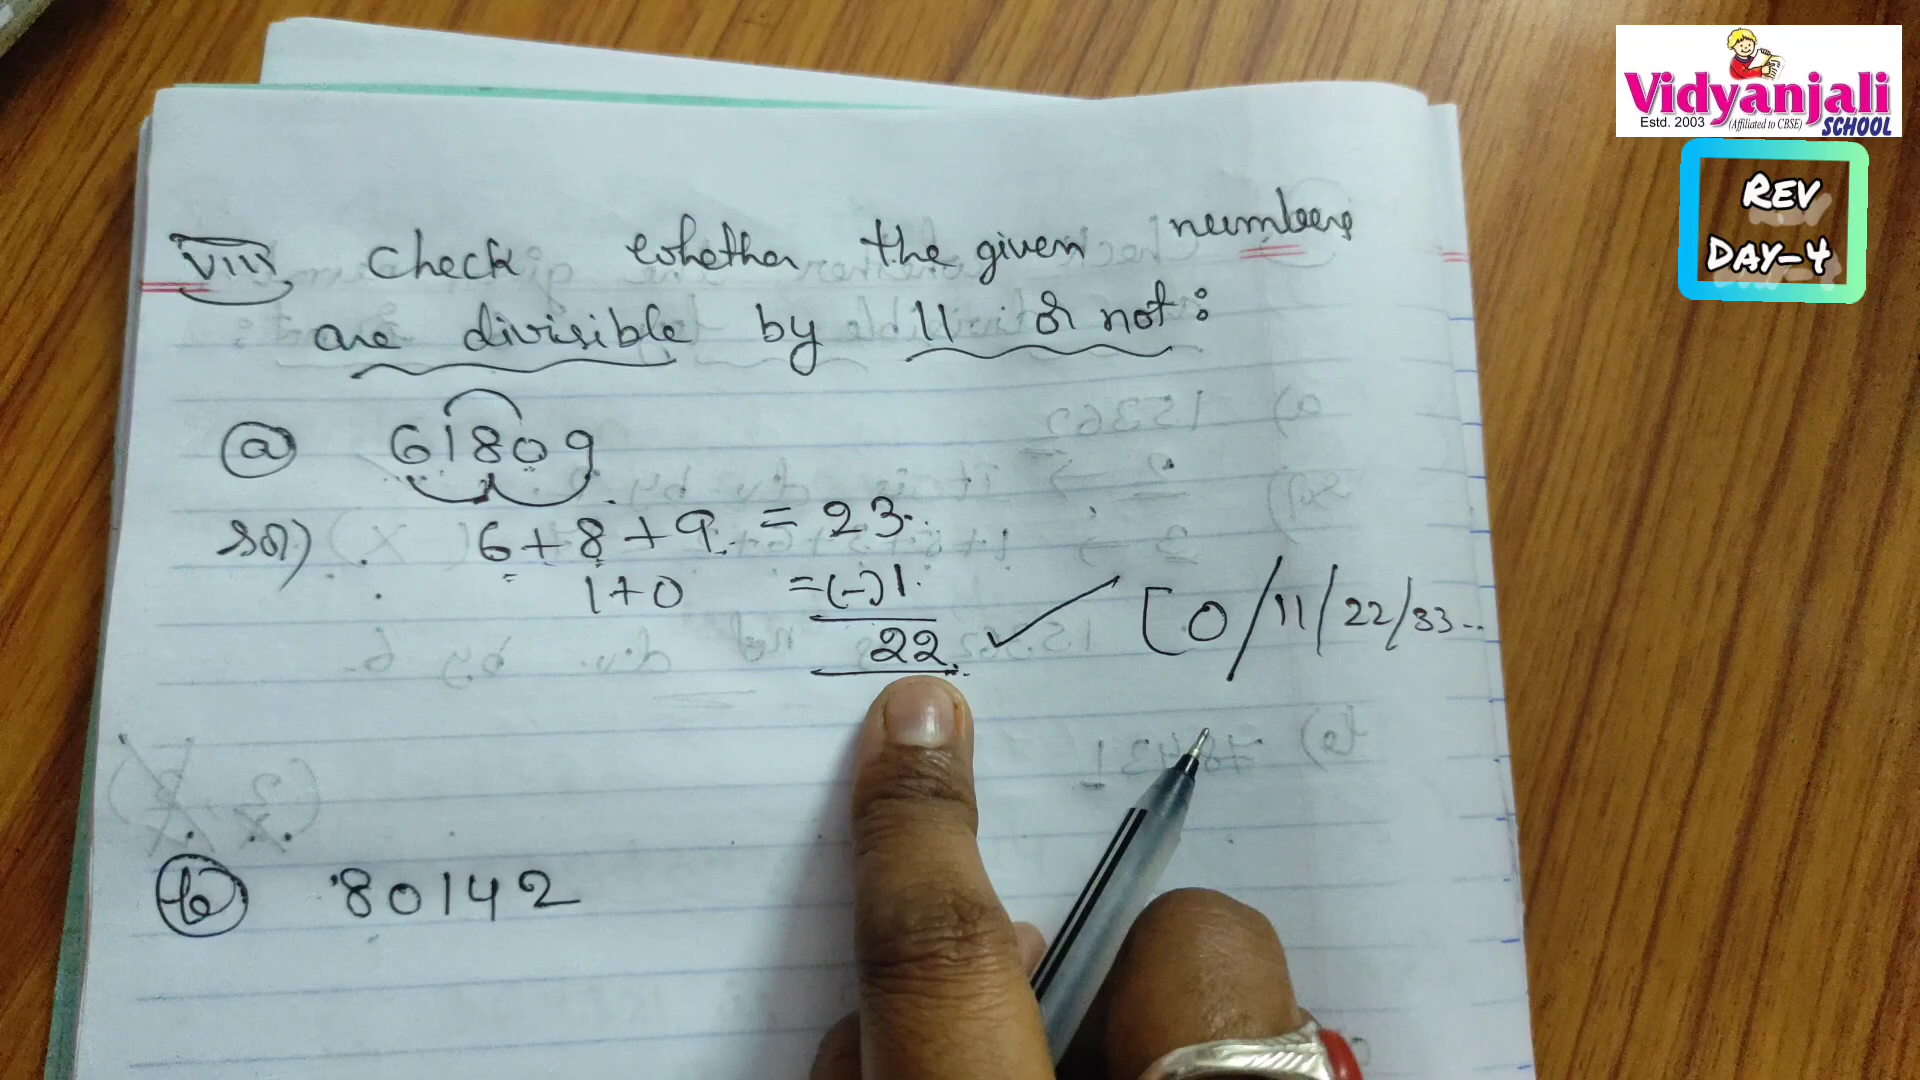 Vidyanjali
Estd. 2003 (Affiliated to CBSE) SCHOOL
REV
DAY-4
viii check whether the given numbers
are divisible by 11 or not:
a 61809
sol) 6+8+9 = 23
1+0 =(-)1
22 ✓ [0/11/22/33--
b 80142